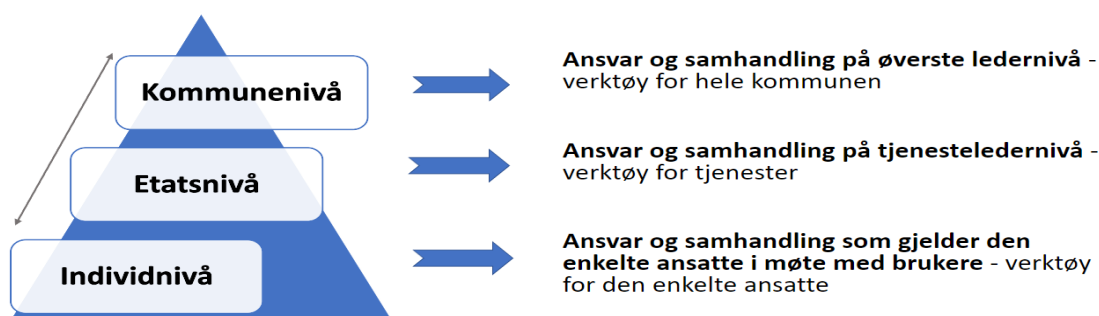 Kommunenivå
Ansvar og samhandling på øverste ledernivå -
verktøy for hele kommunen
Etatsnivå
Ansvar og samhandling på tjenesteledernivå -
verktøy for tjenester
Individnivå
Ansvar og samhandling som gjelder den
enkelte ansatte i møte med brukere - verktøy
for den enkelte ansatte